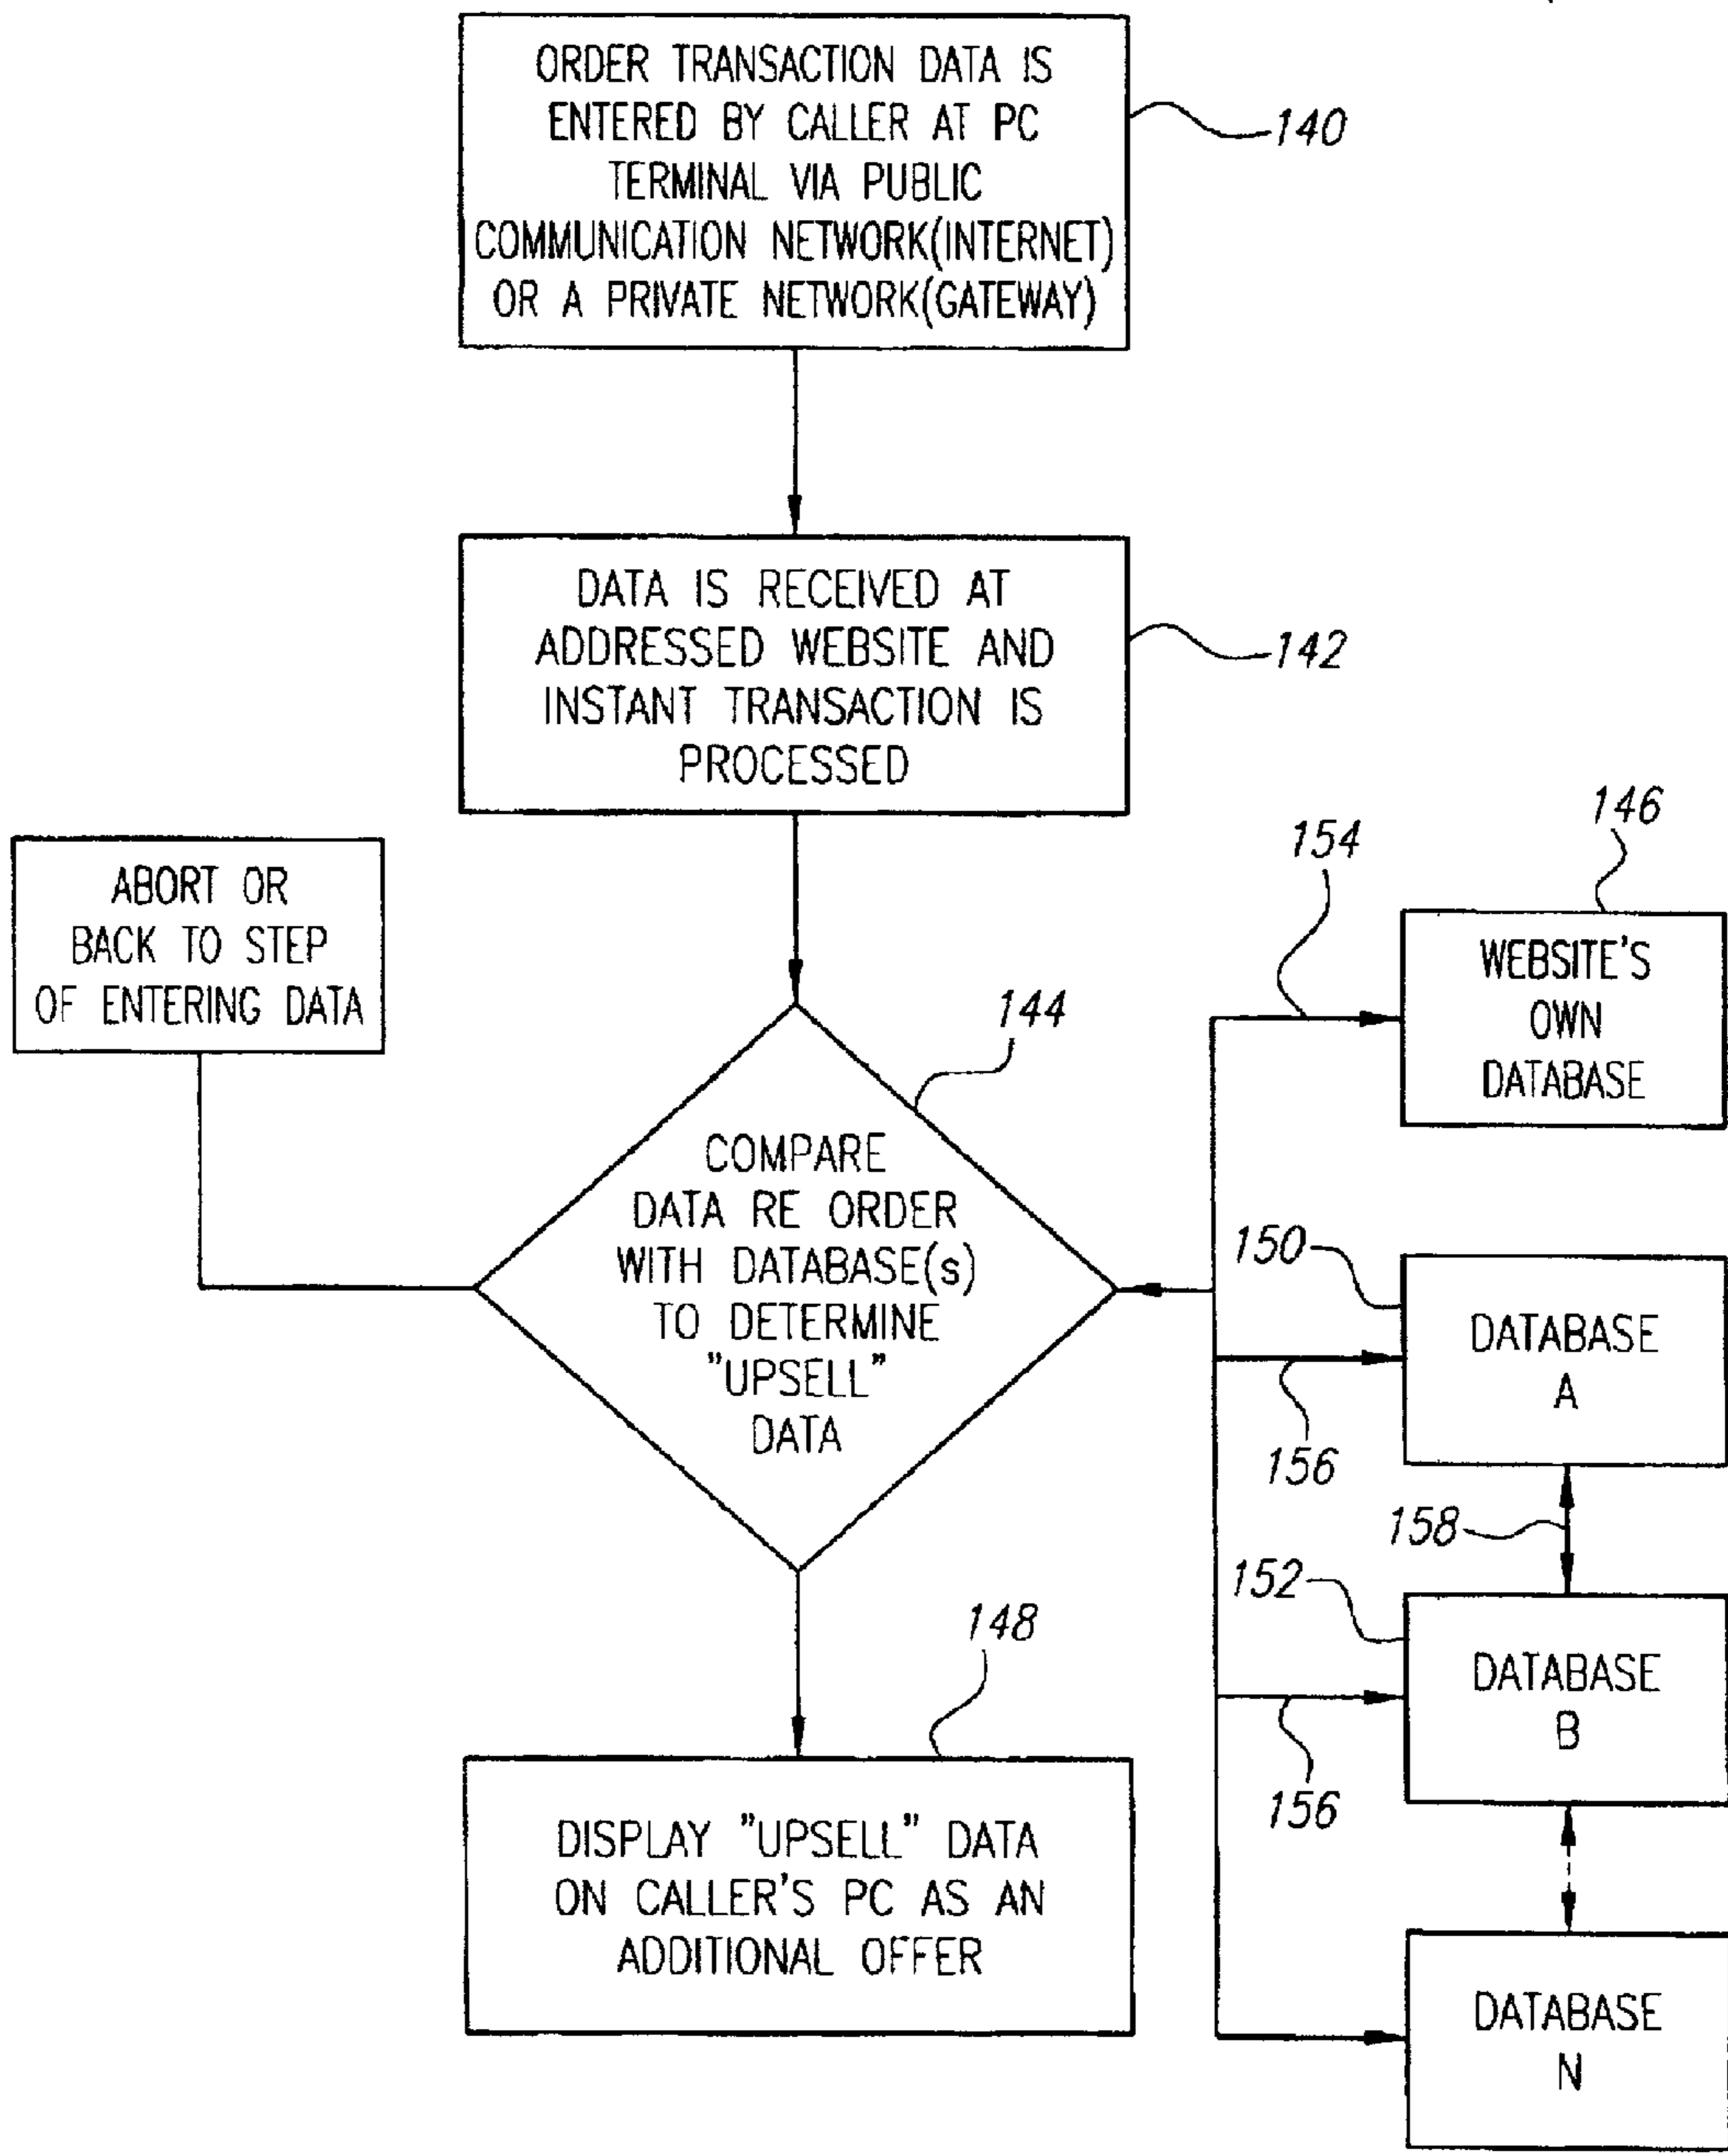 ORDER TRANSACTION DATA IS
ENTERED BY CALLER AT PC
TERMINAL VIA PUBLIC
COMMUNICATION NETWORK(INTERNET)
OR A PRIVATE NETWORK(GATEWAY)
140
DATA IS RECEIVED AT
ADDRESSED WEBSITE AND
INSTANT TRANSACTION IS
PROCESSED
142
ABORT OR
BACK TO STEP
OF ENTERING DATA
144
COMPARE
DATA RE ORDER
WITH DATABASE(s)
TO DETERMINE
"UPSELL"
DATA
154
146
WEBSITE'S
OWN
DATABASE
150
DATABASE
A
156
158
152
DATABASE
B
156
148
DISPLAY "UPSELL" DATA
ON CALLER'S PC AS AN
ADDITIONAL OFFER
DATABASE
N